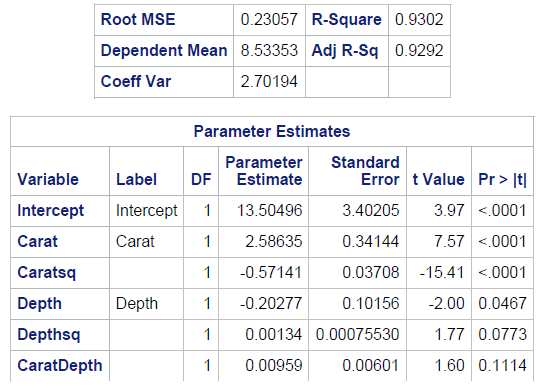 Root MSE 0.23057 R-Square 0.9302
Dependent Mean 8.53353 Adj R-Sq 0.9292
Coeff Var 2.70194
Parameter Estimates
Variable Label DF Parameter Estimate Standard Error t Value Pr > |t|
Intercept Intercept 1 13.50496 3.40205 3.97 <.0001
Carat Carat 1 2.58635 0.34144 7.57 <.0001
Caratsq 1 -0.57141 0.03708 -15.41 <.0001
Depth Depth 1 -0.20277 0.10156 -2.00 0.0467
Depthsq 1 0.00134 0.00075530 1.77 0.0773
CaratDepth 1 0.00959 0.00601 1.60 0.1114